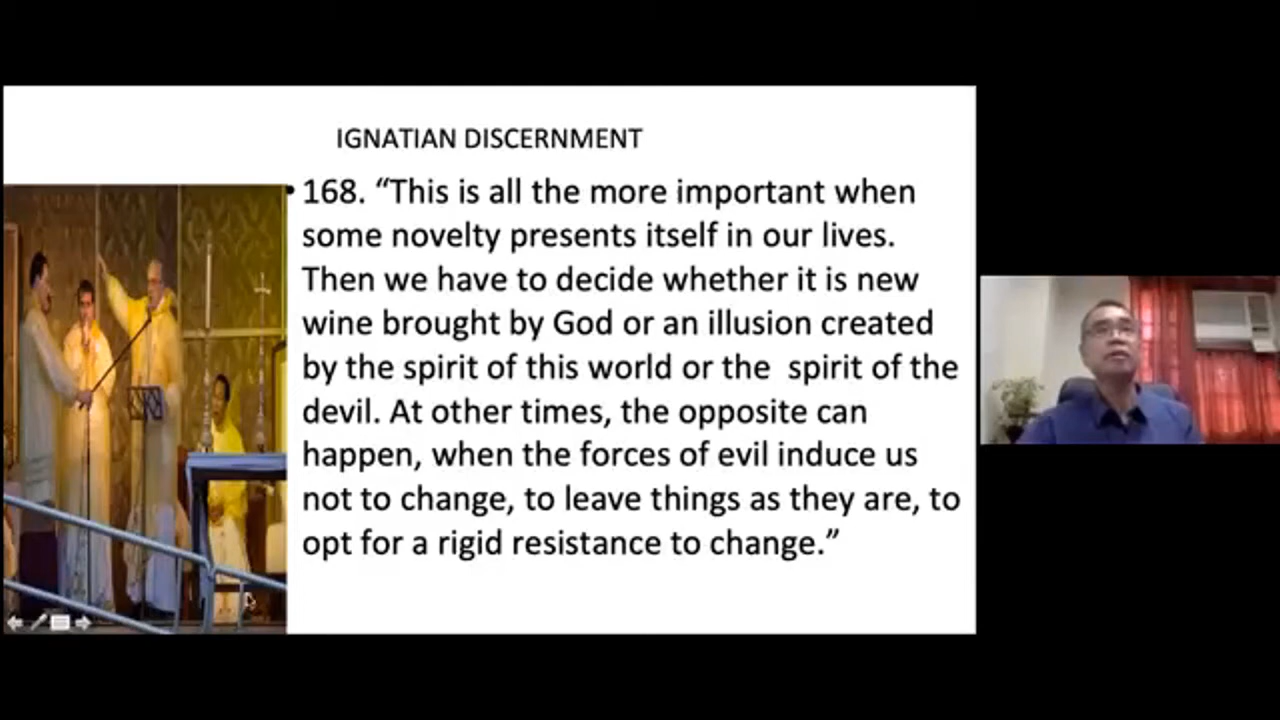 IGNATIAN DISCERNMENT
• 168. “This is all the more important when
some novelty presents itself in our lives.
Then we have to decide whether it is new
wine brought by God or an illusion created
by the spirit of this world or the  spirit of the
devil. At other times, the opposite can
happen, when the forces of evil induce us
not to change, to leave things as they are, to
opt for a rigid resistance to change.”